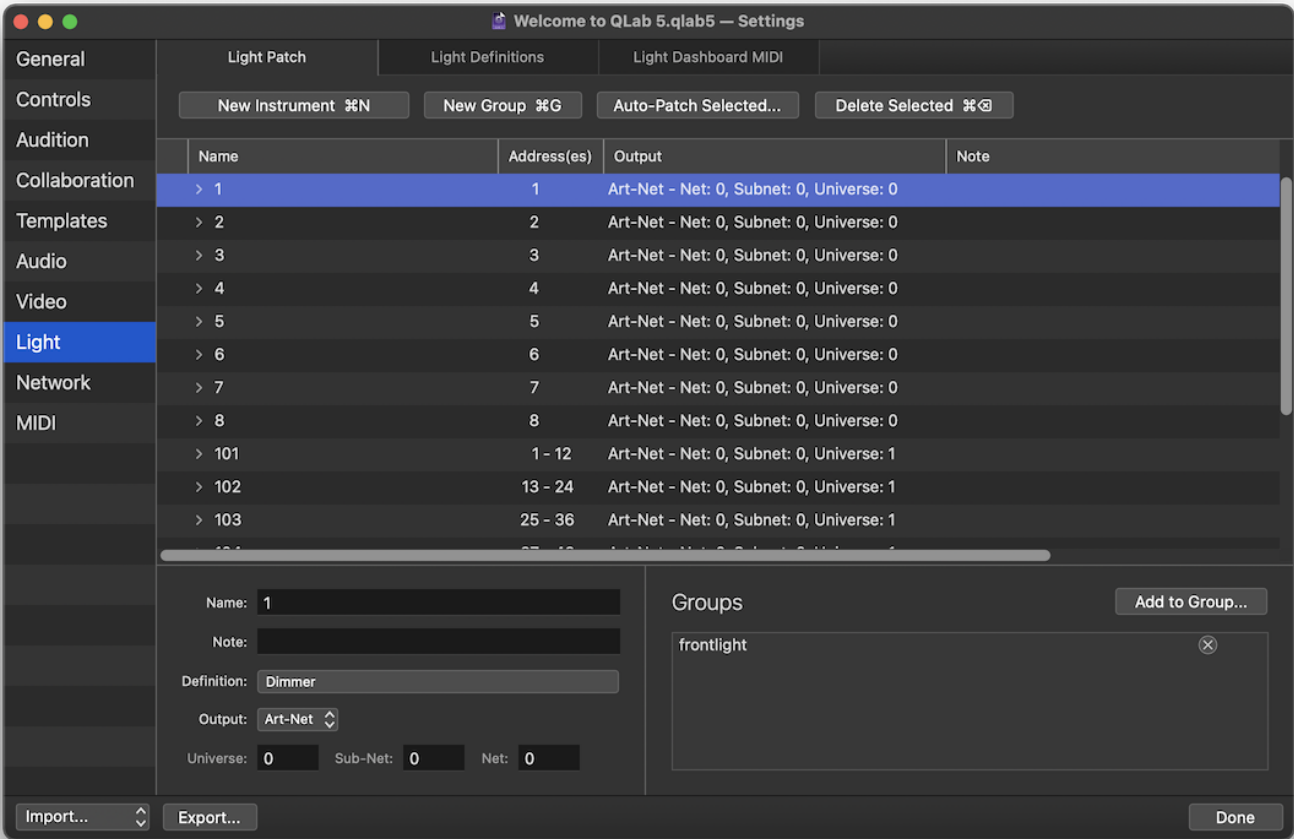 Welcome to QLab 5.qlab5 — Settings
General
Controls
Audition
Collaboration
Templates
Audio
Video
Light
Network
MIDI
Light Patch Light Definitions Light Dashboard MIDI
New Instrument ⌘N New Group ⌘G Auto-Patch Selected... Delete Selected ⌘⌫
Name Address(es) Output Note
1 1 Art-Net - Net: 0, Subnet: 0, Universe: 0
2 2 Art-Net - Net: 0, Subnet: 0, Universe: 0
3 3 Art-Net - Net: 0, Subnet: 0, Universe: 0
4 4 Art-Net - Net: 0, Subnet: 0, Universe: 0
5 5 Art-Net - Net: 0, Subnet: 0, Universe: 0
6 6 Art-Net - Net: 0, Subnet: 0, Universe: 0
7 7 Art-Net - Net: 0, Subnet: 0, Universe: 0
8 8 Art-Net - Net: 0, Subnet: 0, Universe: 0
101 1 - 12 Art-Net - Net: 0, Subnet: 0, Universe: 1
102 13 - 24 Art-Net - Net: 0, Subnet: 0, Universe: 1
103 25 - 36 Art-Net - Net: 0, Subnet: 0, Universe: 1
Name: 1
Note:
Definition: Dimmer
Output: Art-Net
Universe: 0 Sub-Net: 0 Net: 0
Groups Add to Group...
frontlight
Import... Export... Done